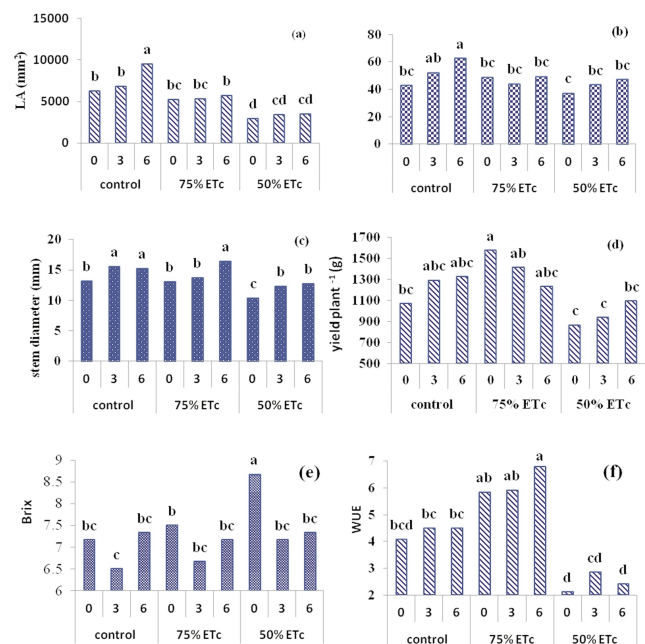 (a)
15000
10000
5000
0
LA (mm²)
b b a bc bc b d cd cd
0 3 6 0 3 6 0 3 6
control 75% ETc 50% ETc
(b)
80
60
40
20
0
bc ab a bc bc bc c bc bc
0 3 6 0 3 6 0 3 6
control 75% ETc 50% ETc
(c)
20
15
10
5
0
stem diameter (mm)
b a a b b a c b b
0 3 6 0 3 6 0 3 6
control 75% ETc 50% ETc
(d)
1700
1500
1300
1100
900
700
500
yield plant ⁻¹ (g)
bc abc abc a abc abc c c bc
0 3 6 0 3 6 0 3 6
control 75% ETc 50% ETc
(e)
9
8.5
8
7.5
7
6.5
6
Brix
bc c bc b bc bc a bc bc
0 3 6 0 3 6 0 3 6
control 75% ETc 50% ETc
(f)
7
6
5
4
3
2
WUE
bcd bc bc ab ab a d cd d
0 3 6 0 3 6 0 3 6
control 75% ETc 50% ETc